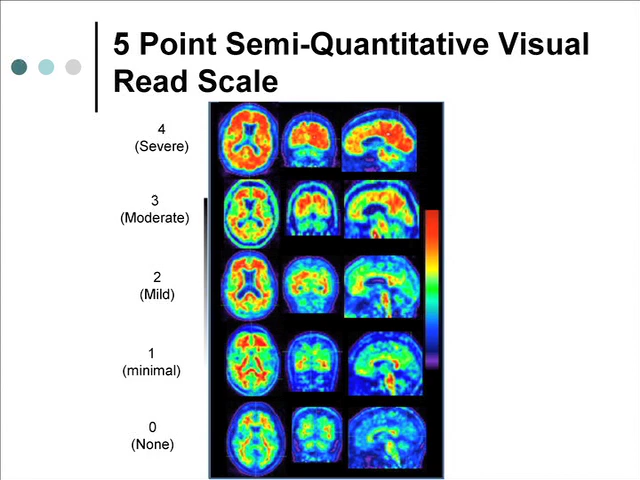 5 Point Semi-Quantitative Visual
Read Scale
4
(Severe)
3
(Moderate)
2
(Mild)
1
(minimal)
0
(None)